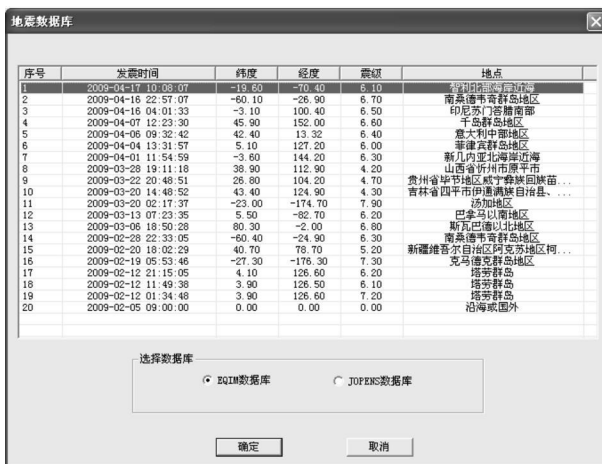 地震数据库
序号 发震时间 纬度 经度 震级 地点
1 2009-04-17 10:08:07 -19.60 -70.40 6.10 智利北部海岸近海
2 2009-04-16 22:57:07 -60.10 -26.90 6.70 南桑德韦奇群岛地区
3 2009-04-16 04:01:33 -3.10 100.40 6.50 印尼苏门答腊南部
4 2009-04-07 12:23:30 45.90 152.00 6.60 千岛群岛地区
5 2009-04-06 09:32:42 42.40 13.32 6.40 意大利中部地区
6 2009-04-04 13:31:57 5.10 127.20 6.00 菲律宾群岛地区
7 2009-04-01 11:54:59 -3.60 144.20 6.30 新几内亚北海岸近海
8 2009-03-28 19:11:18 38.90 112.90 4.20 山西省忻州市原平市
9 2009-03-22 20:48:51 26.80 104.20 4.70 贵州省毕节地区威宁彝族回族苗...
10 2009-03-20 14:48:52 43.40 124.90 4.30 吉林省四平市伊通满族自治县、...
11 2009-03-20 02:17:37 -23.00 -174.70 7.90 汤加地区
12 2009-03-13 07:23:35 5.50 -82.70 6.20 巴拿马以南地区
13 2009-03-06 18:50:28 80.30 -2.00 6.80 斯瓦巴德以北地区
14 2009-02-28 22:33:05 -60.40 -24.90 6.30 南桑德韦奇群岛地区
15 2009-02-20 18:02:29 40.70 78.70 5.20 新疆维吾尔自治区阿克苏地区柯...
16 2009-02-19 05:53:46 -27.30 -176.30 7.30 克马德克群岛地区
17 2009-02-12 21:15:05 4.10 126.60 6.20 塔劳群岛
18 2009-02-12 11:49:38 3.90 126.50 6.10 塔劳群岛
19 2009-02-12 01:34:48 3.90 126.60 7.20 塔劳群岛
20 2009-02-05 09:00:00 0.00 0.00 0.00 沿海或国外
选择数据库
EQIM数据库 JOPENS数据库
确定 取消